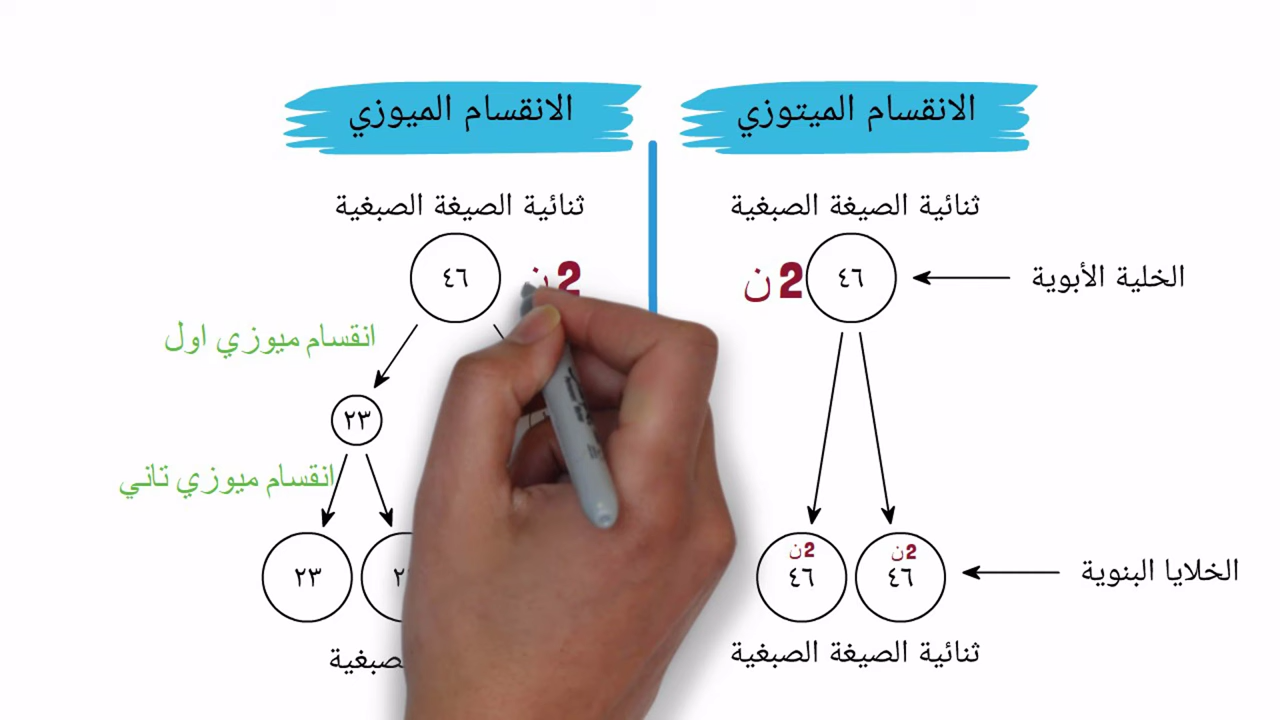 الانقسام الميتوزي
الانقسام الميوزي
ثنائية الصيغة الصبغية
ثنائية الصيغة الصبغية
الخلية الأبوية
٤٦
2ن
2ن
٤٦
انقسام ميوزي اول
٢٣
انقسام ميوزي تاني
2ن
٤٦
2ن
٤٦
الخلايا البنوية
٢٣
ثنائية الصيغة الصبغية